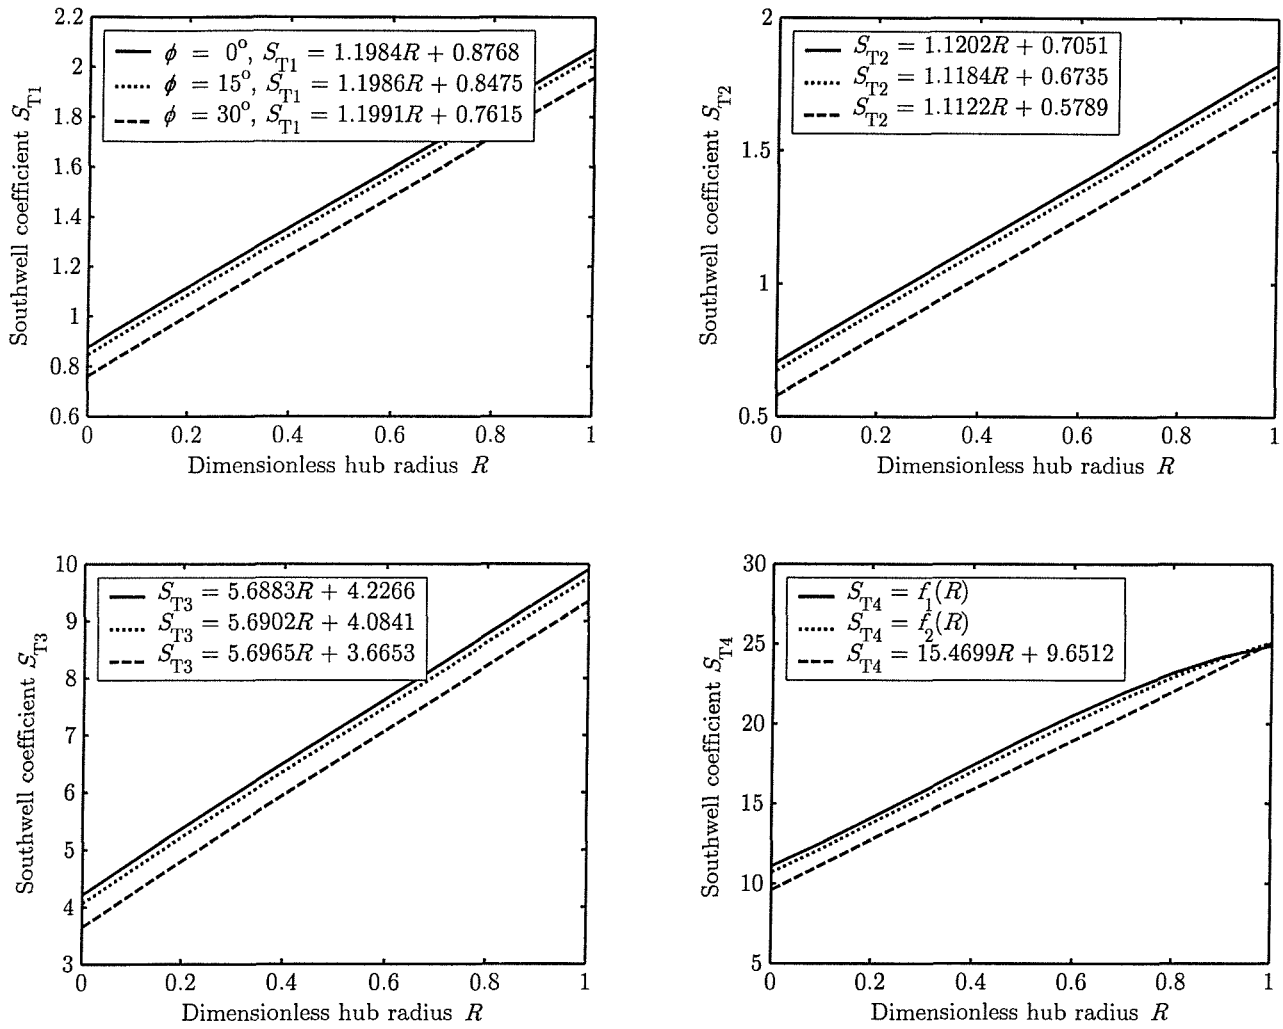 2.2
2
1.8
1.6
1.4
1.2
1
0.8
0.6
Southwell coefficient S_T1
ϕ = 0°, S_T1 = 1.1984R + 0.8768
ϕ = 15°, S_T1 = 1.1986R + 0.8475
ϕ = 30°, S_T1 = 1.1991R + 0.7615
0 0.2 0.4 0.6 0.8 1
Dimensionless hub radius R
2
1.5
1
0.5
Southwell coefficient S_T2
S_T2 = 1.1202R + 0.7051
S_T2 = 1.1184R + 0.6735
S_T2 = 1.1122R + 0.5789
0 0.2 0.4 0.6 0.8 1
Dimensionless hub radius R
10
9
8
7
6
5
4
3
Southwell coefficient S_T3
S_T3 = 5.6883R + 4.2266
S_T3 = 5.6902R + 4.0841
S_T3 = 5.6965R + 3.6653
0 0.2 0.4 0.6 0.8 1
Dimensionless hub radius R
30
25
20
15
10
5
Southwell coefficient S_T4
S_T4 = f_1(R)
S_T4 = f_2(R)
S_T4 = 15.4699R + 9.6512
0 0.2 0.4 0.6 0.8 1
Dimensionless hub radius R